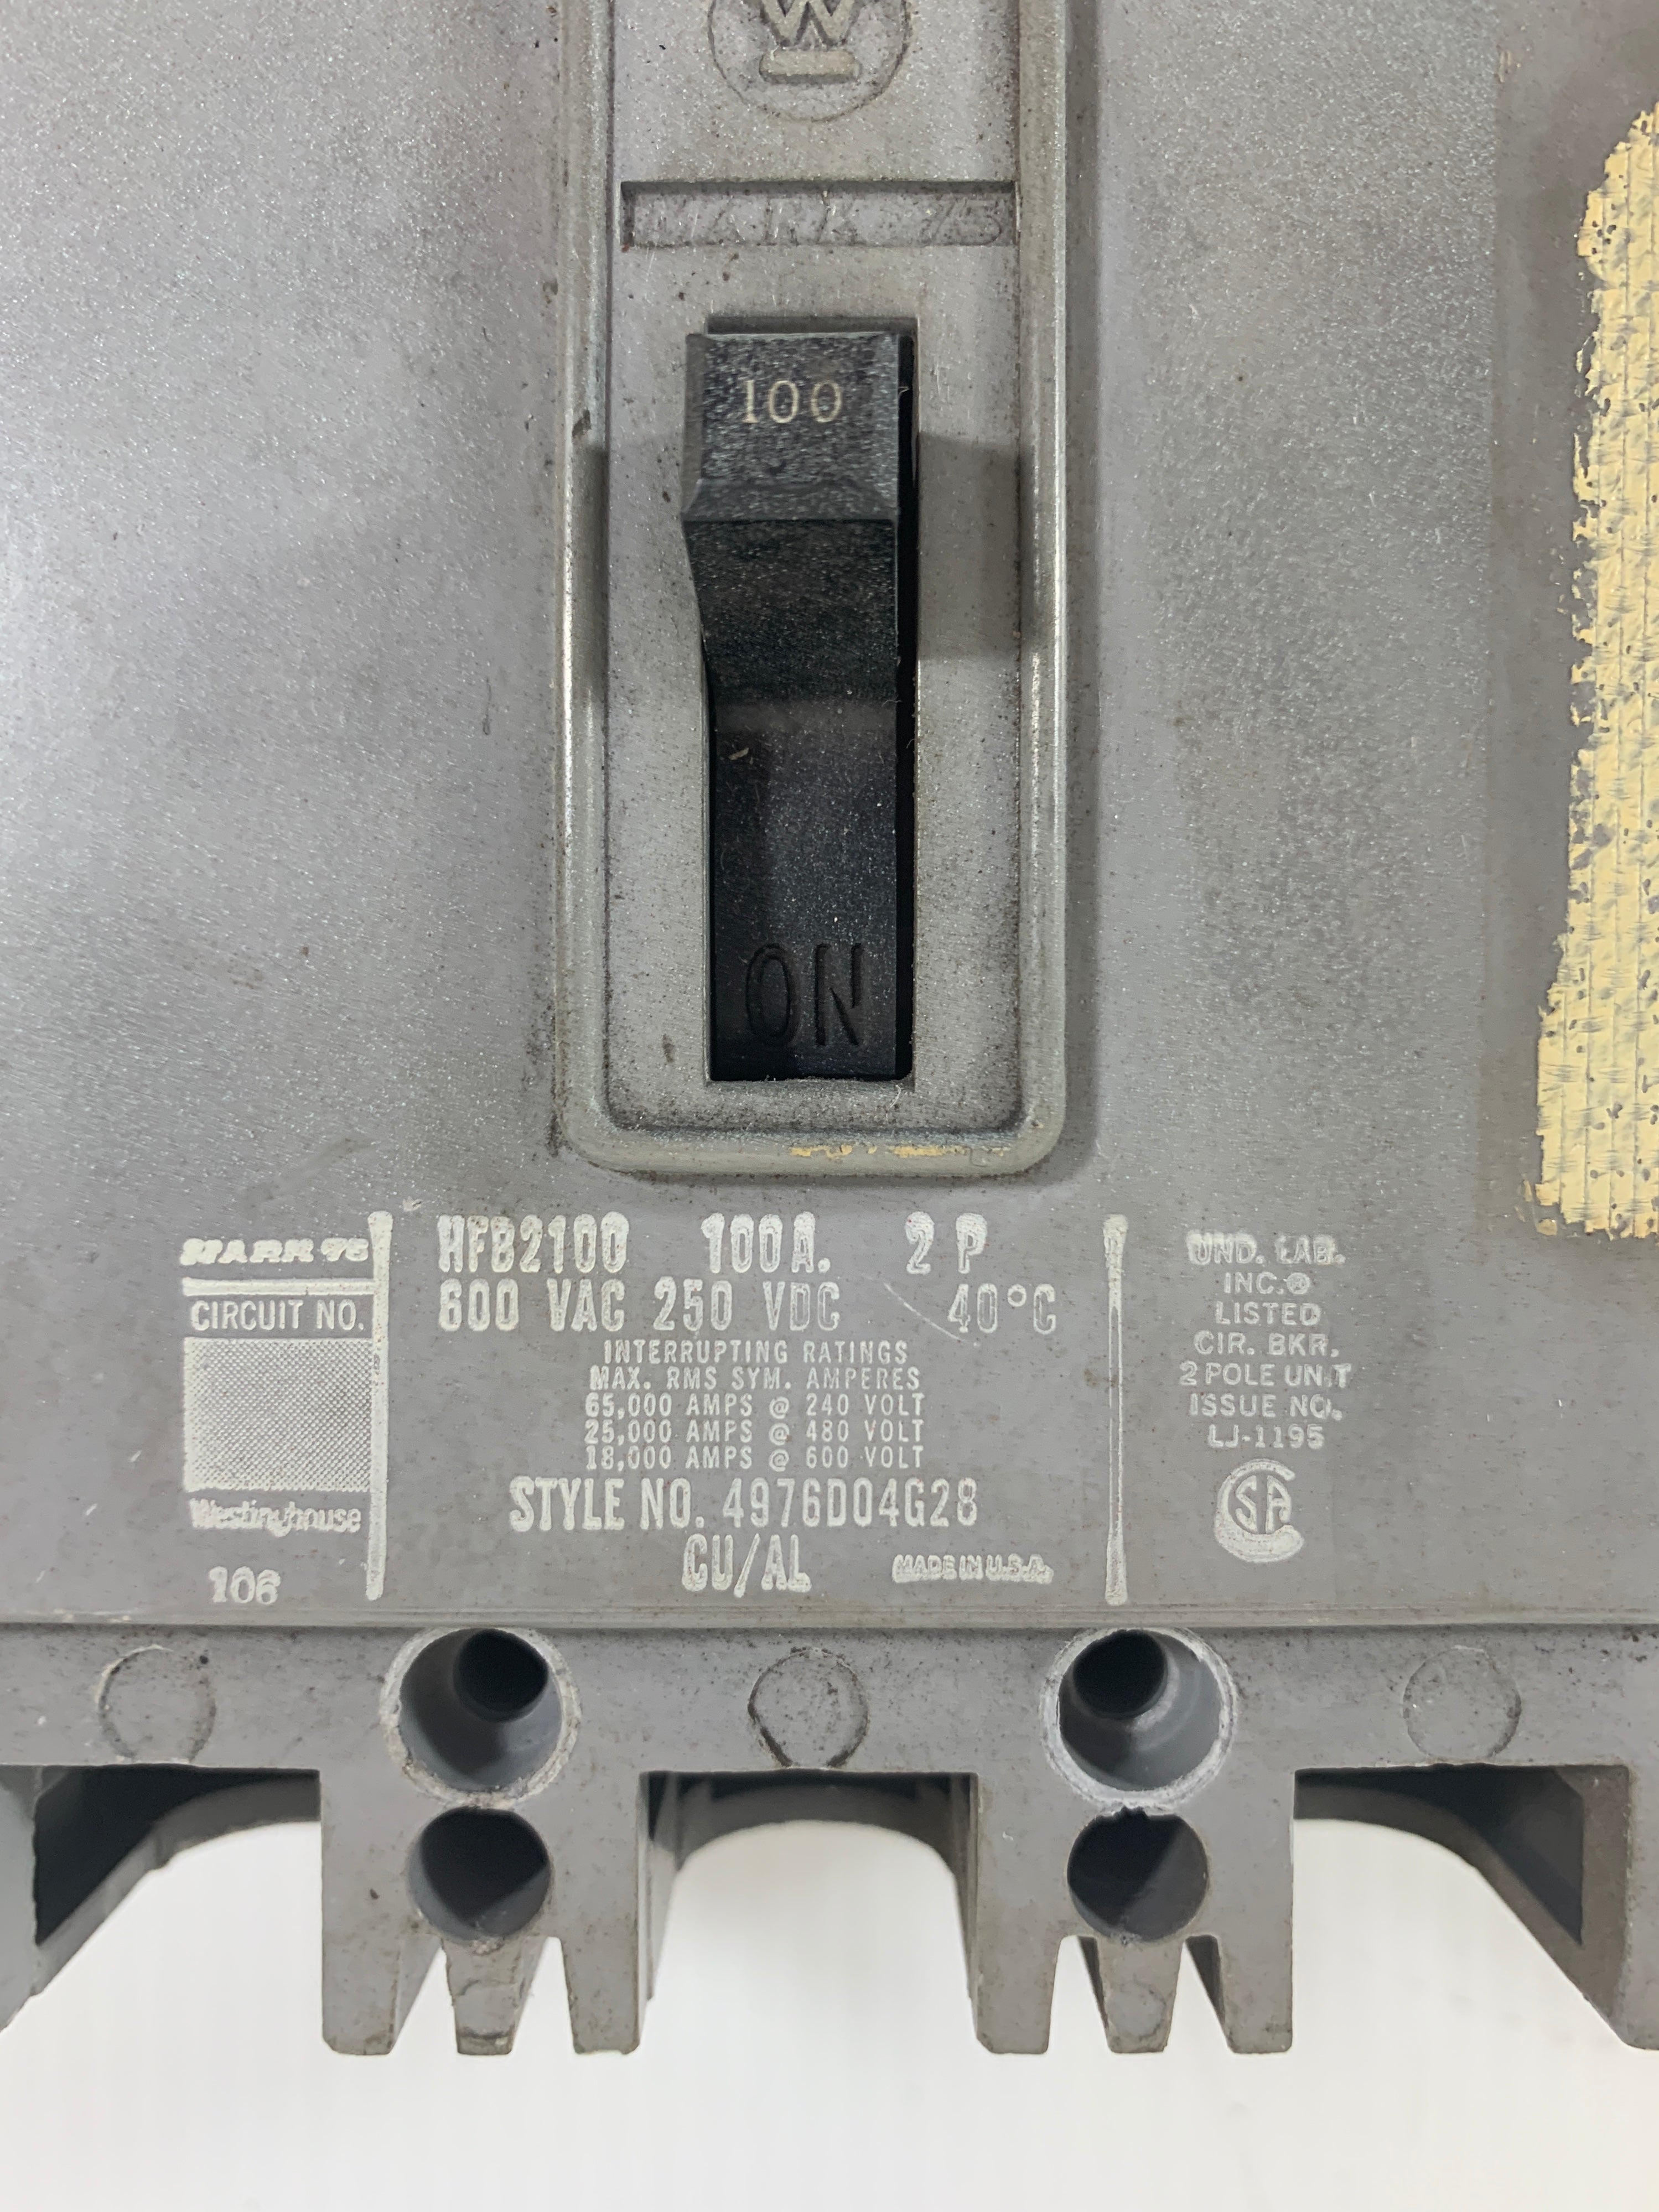 W
MARK 75
100
ON
MARK 75
CIRCUIT NO.
Westinghouse
106
HFB2100 100A. 2 P
600 VAC 250 VDC 40°C
INTERRUPTING RATINGS
MAX. RMS SYM. AMPERES
65,000 AMPS @ 240 VOLT
25,000 AMPS @ 480 VOLT
18,000 AMPS @ 600 VOLT
STYLE NO. 4976D04G28
CU/AL MADE IN U.S.A.
UND. LAB.
INC.®
LISTED
CIR. BKR.
2 POLE UNIT
ISSUE NO.
LJ-1195
SA